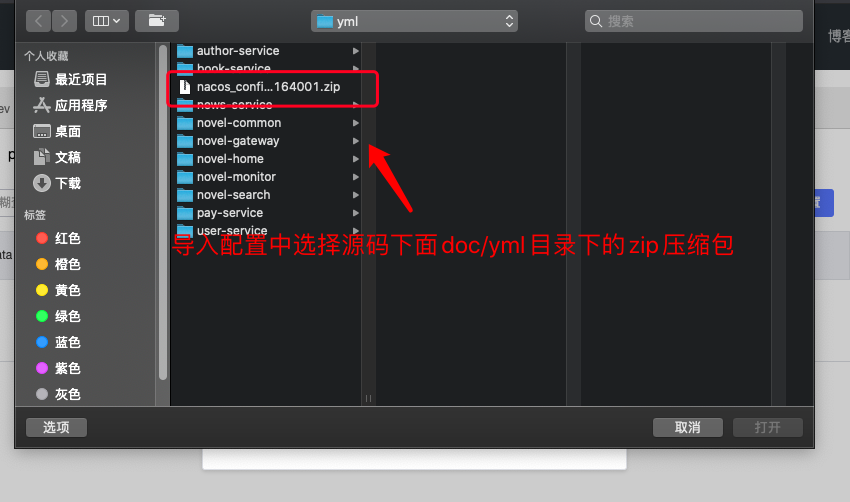 yml
搜索
博客
个人收藏
最近项目
应用程序
桌面
文稿
下载
标签
红色
橙色
黄色
绿色
蓝色
紫色
灰色
author-service
book-service
nacos_confi...164001.zip
news-service
novel-common
novel-gateway
novel-home
novel-monitor
novel-search
pay-service
user-service
导入配置中选择源码下面doc/yml目录下的zip压缩包
选项
取消
打开